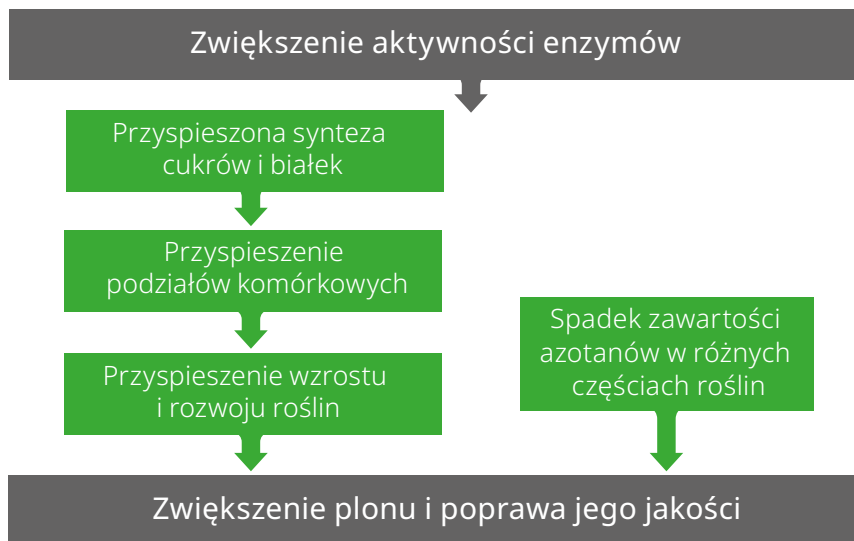 Zwiększenie aktywności enzymów
Przyspieszona synteza
cukrów i białek
Przyspieszenie
podziałów komórkowych
Przyspieszenie wzrostu
i rozwoju roślin
Spadek zawartości
azotanów w różnych
częściach roślin
Zwiększenie plonu i poprawa jego jakości